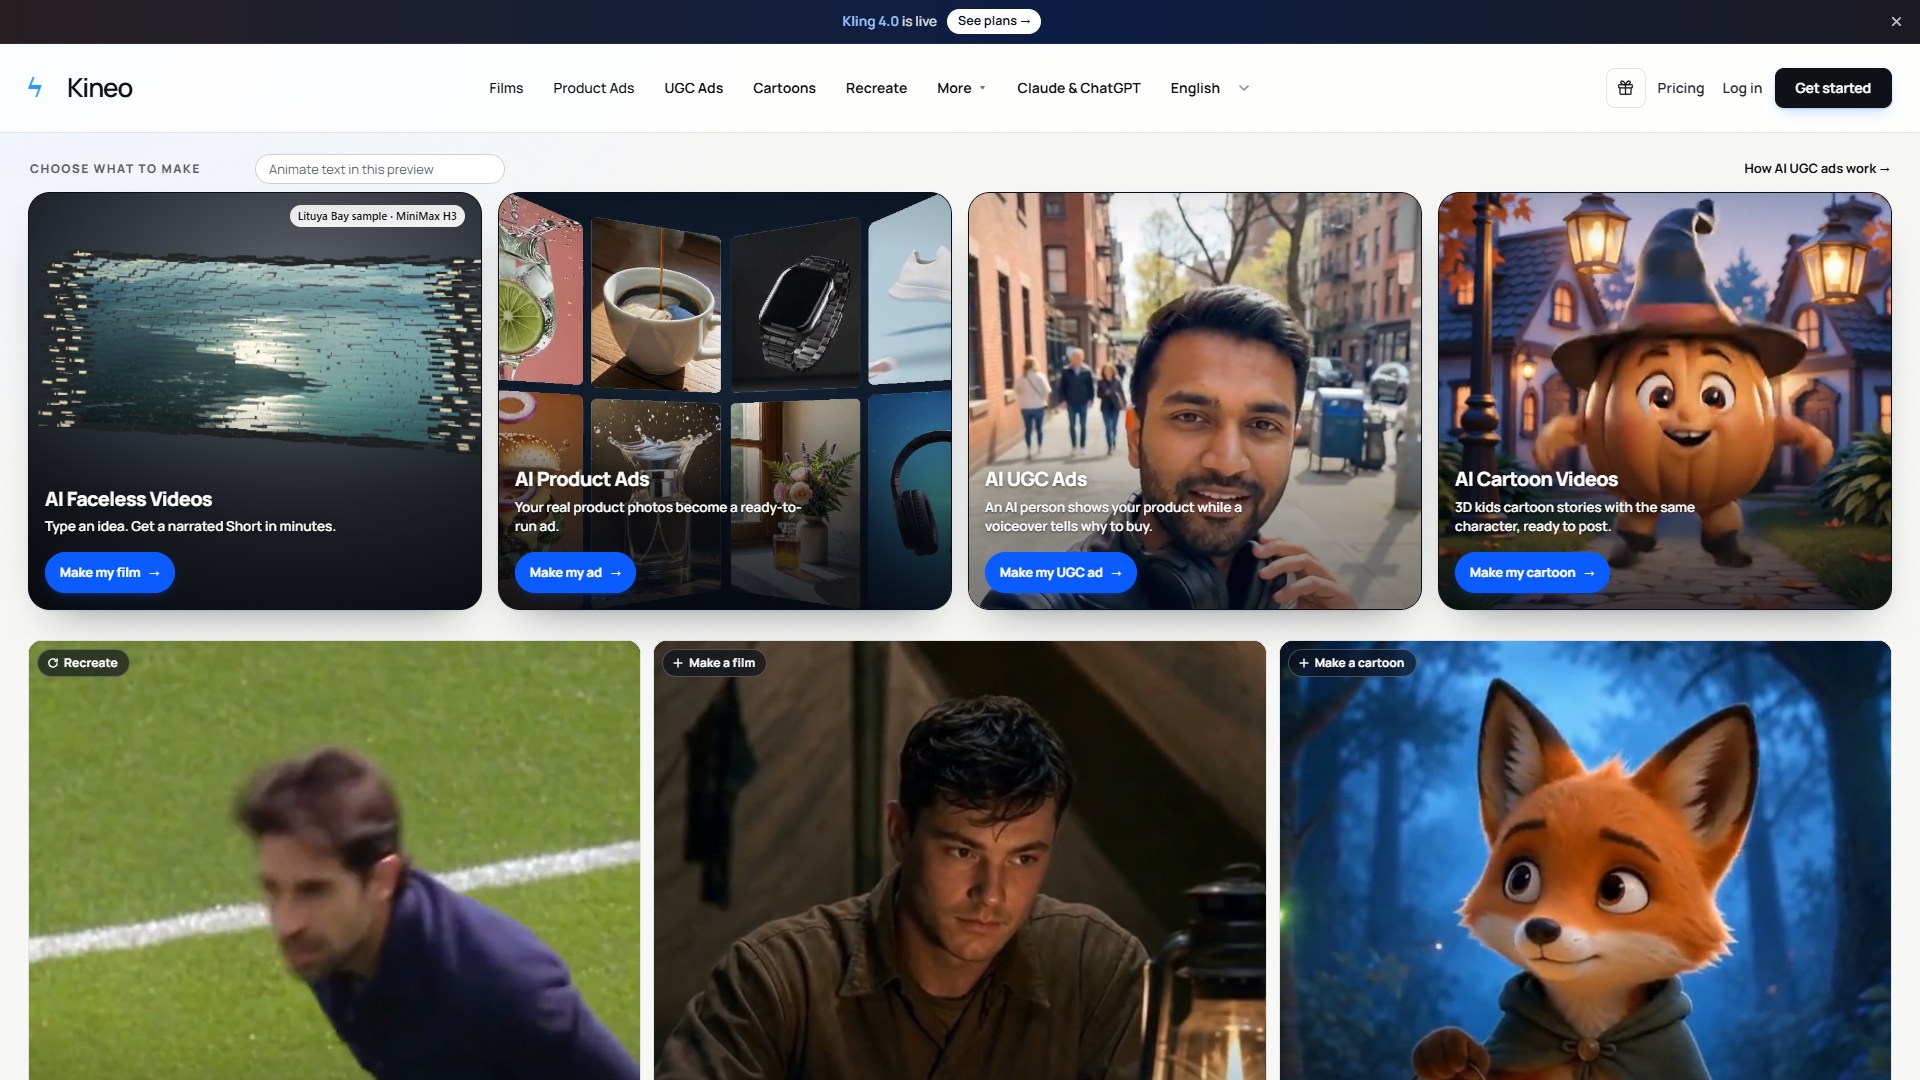 Kling 4.0 is live See plans →
Kineo
Films Product Ads UGC Ads Cartoons Recreate More Claude & ChatGPT English
Pricing Log in Get started
CHOOSE WHAT TO MAKE
Animate text in this preview
How AI UGC ads work →
Lituya Bay sample · MiniMax H3
AI Faceless Videos
Type an idea. Get a narrated Short in minutes.
Make my film →
AI Product Ads
Your real product photos become a ready-to-
run ad.
Make my ad →
AI UGC Ads
An AI person shows your product while a
voiceover tells why to buy.
Make my UGC ad →
AI Cartoon Videos
3D kids cartoon stories with the same
character, ready to post.
Make my cartoon →
Recreate
+ Make a film
+ Make a cartoon